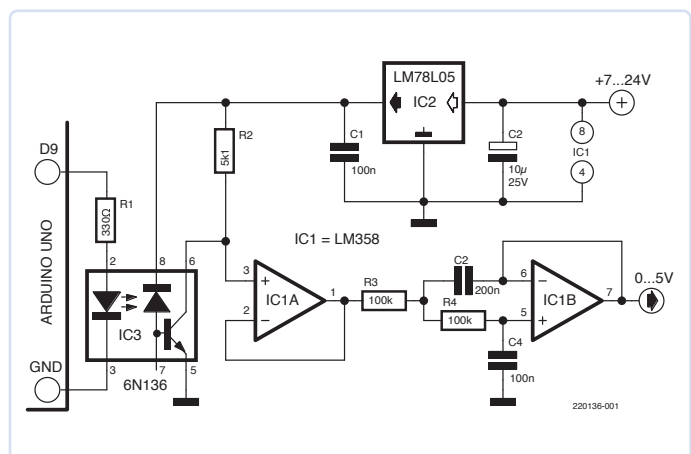 LM78L05
IC2
+7...24V
C1
100n
C2
10µ
25V
8
IC1
4
R2
5k1
D9
R1
330Ω
ARDUINO UNO
GND
2
8
6
IC3
3
7
5
6N136
IC1 = LM358
3
2
1
IC1A
R3
100k
C2
200n
R4
100k
C4
100n
6
5
7
IC1B
0...5V
220136-001